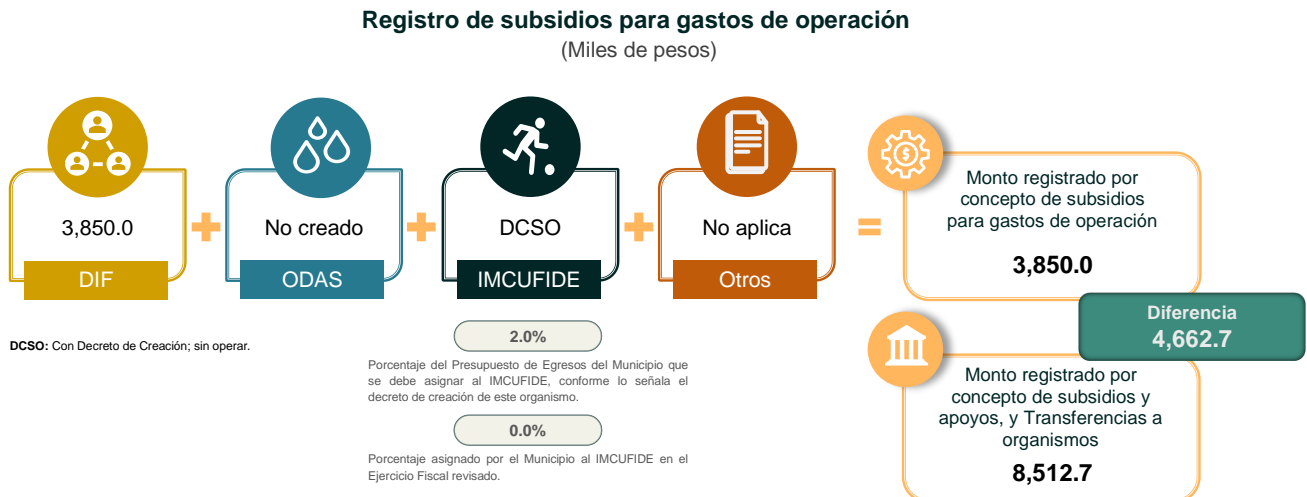 Registro de subsidios para gastos de operación
(Miles de pesos)
3,850.0
DIF
No creado
ODAS
DCSO
IMCUFIDE
No aplica
Otros
Monto registrado por
concepto de subsidios
para gastos de operación
3,850.0
Diferencia
4,662.7
Monto registrado por
concepto de subsidios y
apoyos, y Transferencias a
organismos
8,512.7
DCSO: Con Decreto de Creación; sin operar.
2.0%
Porcentaje del Presupuesto de Egresos del Municipio que
se debe asignar al IMCUFIDE, conforme lo señala el
decreto de creación de este organismo.
0.0%
Porcentaje asignado por el Municipio al IMCUFIDE en el
Ejercicio Fiscal revisado.